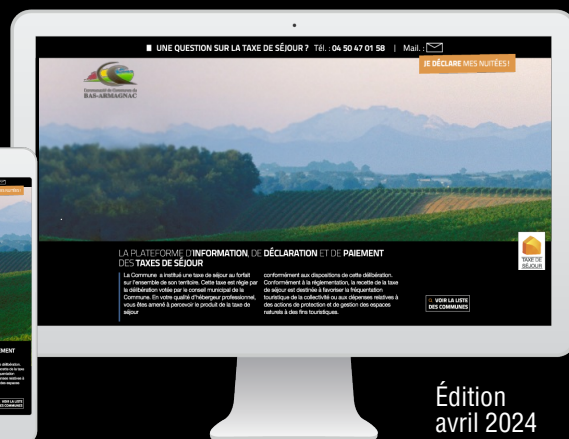 UNE QUESTION SUR LA TAXE DE SÉJOUR ? Tél. : 04 50 47 01 58 | Mail. :
JE DÉCLARE MES NUITÉES !
Communauté de Communes du
BAS-ARMAGNAC
LA PLATEFORME D'INFORMATION, DE DÉCLARATION ET DE PAIEMENT
DES TAXES DE SÉJOUR
La Commune a institué une taxe de séjour au forfait
sur l'ensemble de son territoire. Cette taxe est régie par
la délibération votée par le conseil municipal de la
Commune. En votre qualité d'hébergeur professionnel,
vous êtes amené à percevoir le produit de la taxe de
séjour
conformément aux dispositions de cette délibération.
Conformément à la réglementation, la recette de la taxe
de séjour est destinée à favoriser la fréquentation
touristique de la collectivité ou aux dépenses relatives à
des actions de protection et de gestion des espaces
naturels à des fins touristiques.
TAXE DE
SÉJOUR
VOIR LA LISTE
DES COMMUNES
Édition
avril 2024